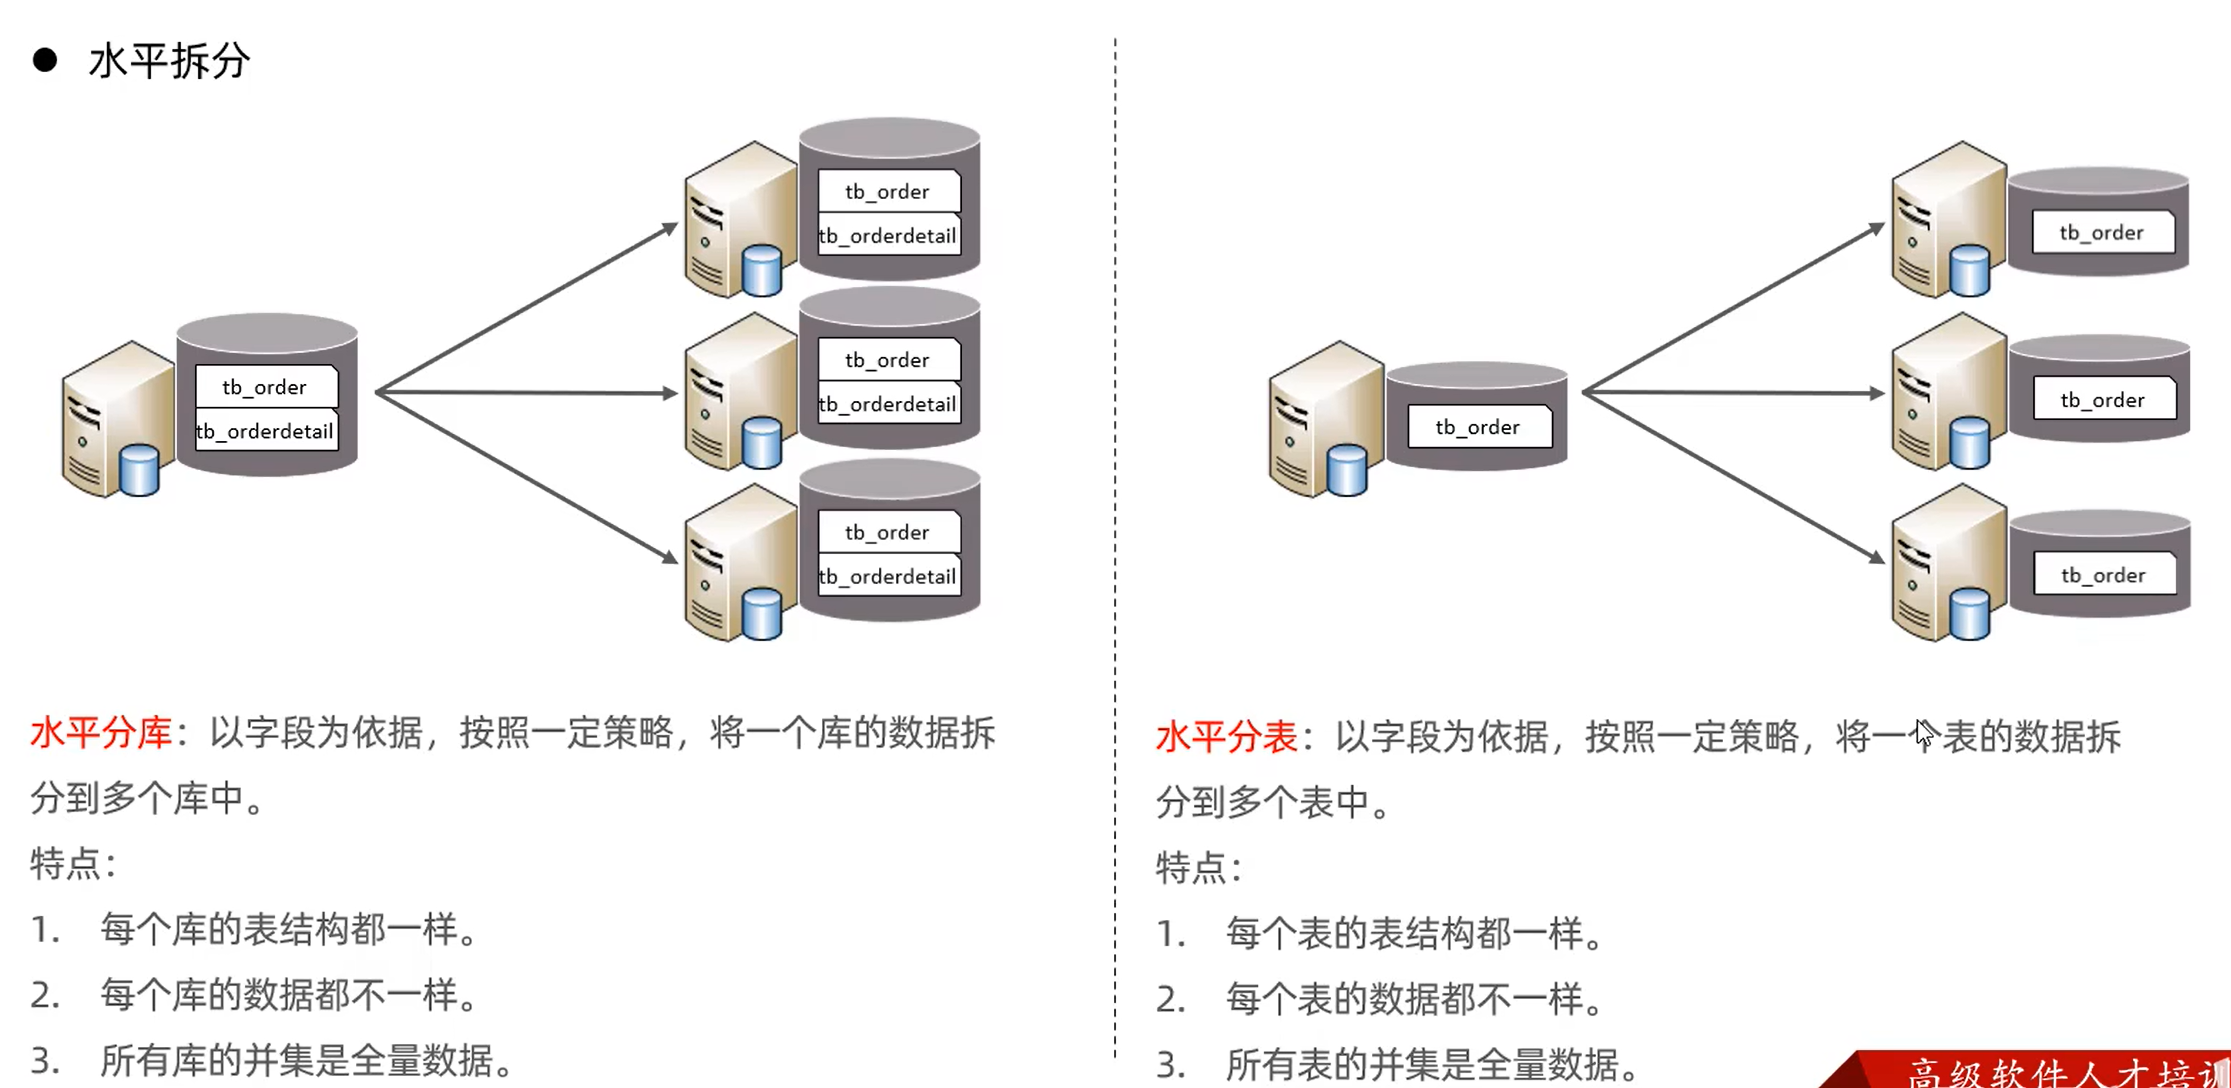 水平拆分
tb_order
tb_orderdetail
tb_order
tb_orderdetail
tb_order
tb_orderdetail
tb_order
tb_orderdetail
水平分库：以字段为依据，按照一定策略，将一个库的数据拆
分到多个库中。
特点：
1. 每个库的表结构都一样。
2. 每个库的数据都不一样。
3. 所有库的并集是全量数据。
tb_order
tb_order
tb_order
tb_order
水平分表：以字段为依据，按照一定策略，将一个表的数据拆
分到多个表中。
特点：
1. 每个表的表结构都一样。
2. 每个表的数据都不一样。
3. 所有表的并集是全量数据。
高级软件人才培训